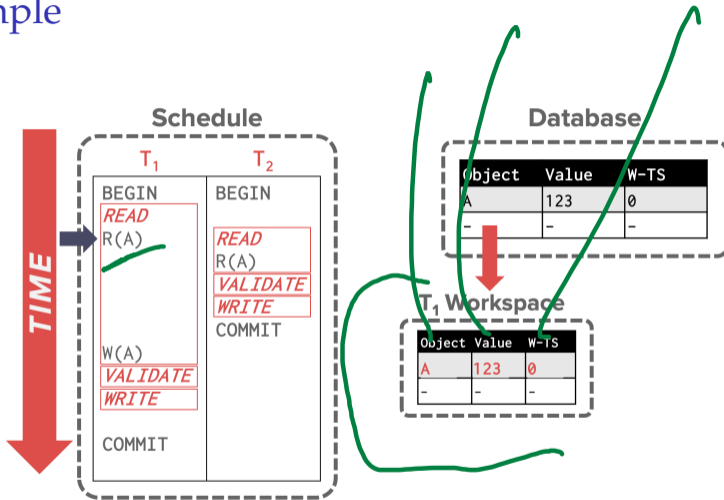 mple
Schedule
T1 T2
BEGIN BEGIN
READ
R(A) READ
R(A)
VALIDATE
WRITE
COMMIT
W(A)
VALIDATE
WRITE
COMMIT
TIME
Database
Object Value W-TS
A 123 0
- - -
T1 Workspace
Object Value W-TS
A 123 0
- - -